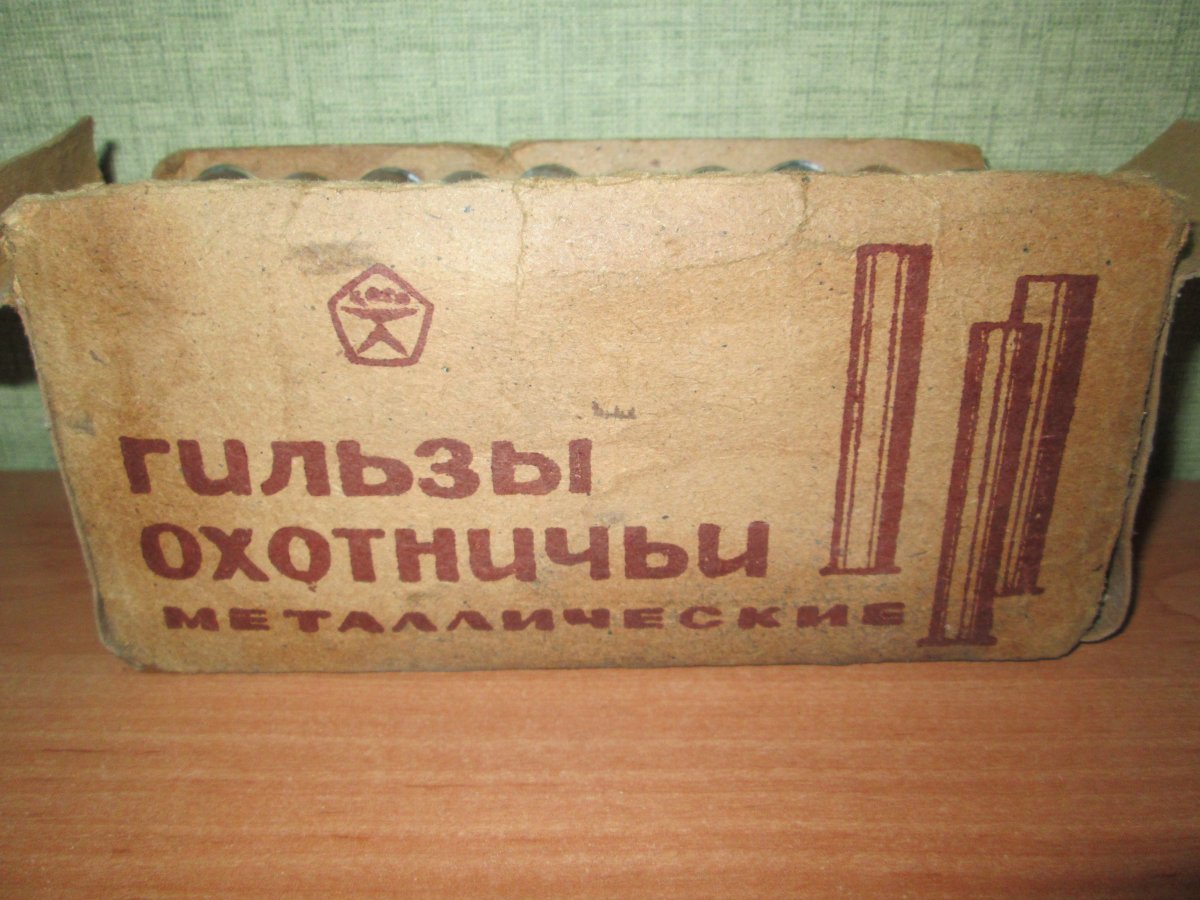 гильзы
охотничьи
металлические